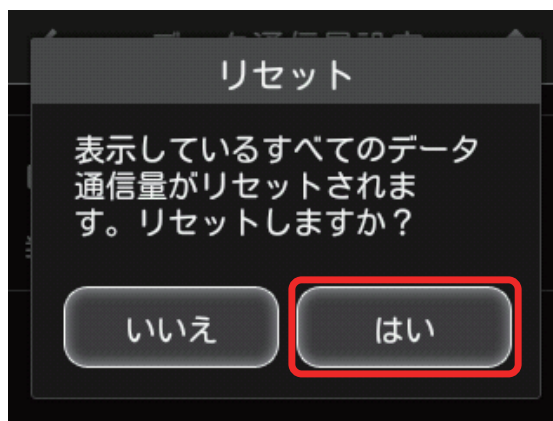 リセット
表示しているすべてのデータ
通信量がリセットされま
す。リセットしますか？
いいえ
はい